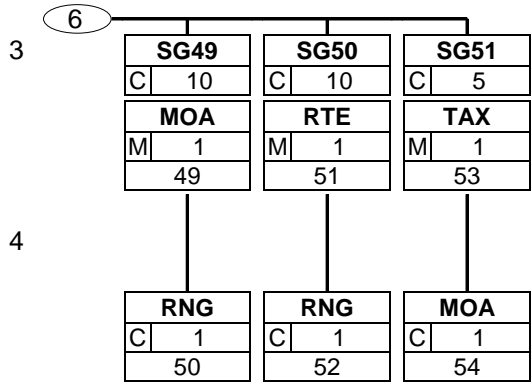 6
3 SG49 SG50 SG51
C 10 C 10 C 5
MOA RTE TAX
M 1 M 1 M 1
49 51 53
4
RNG RNG MOA
C 1 C 1 C 1
50 52 54